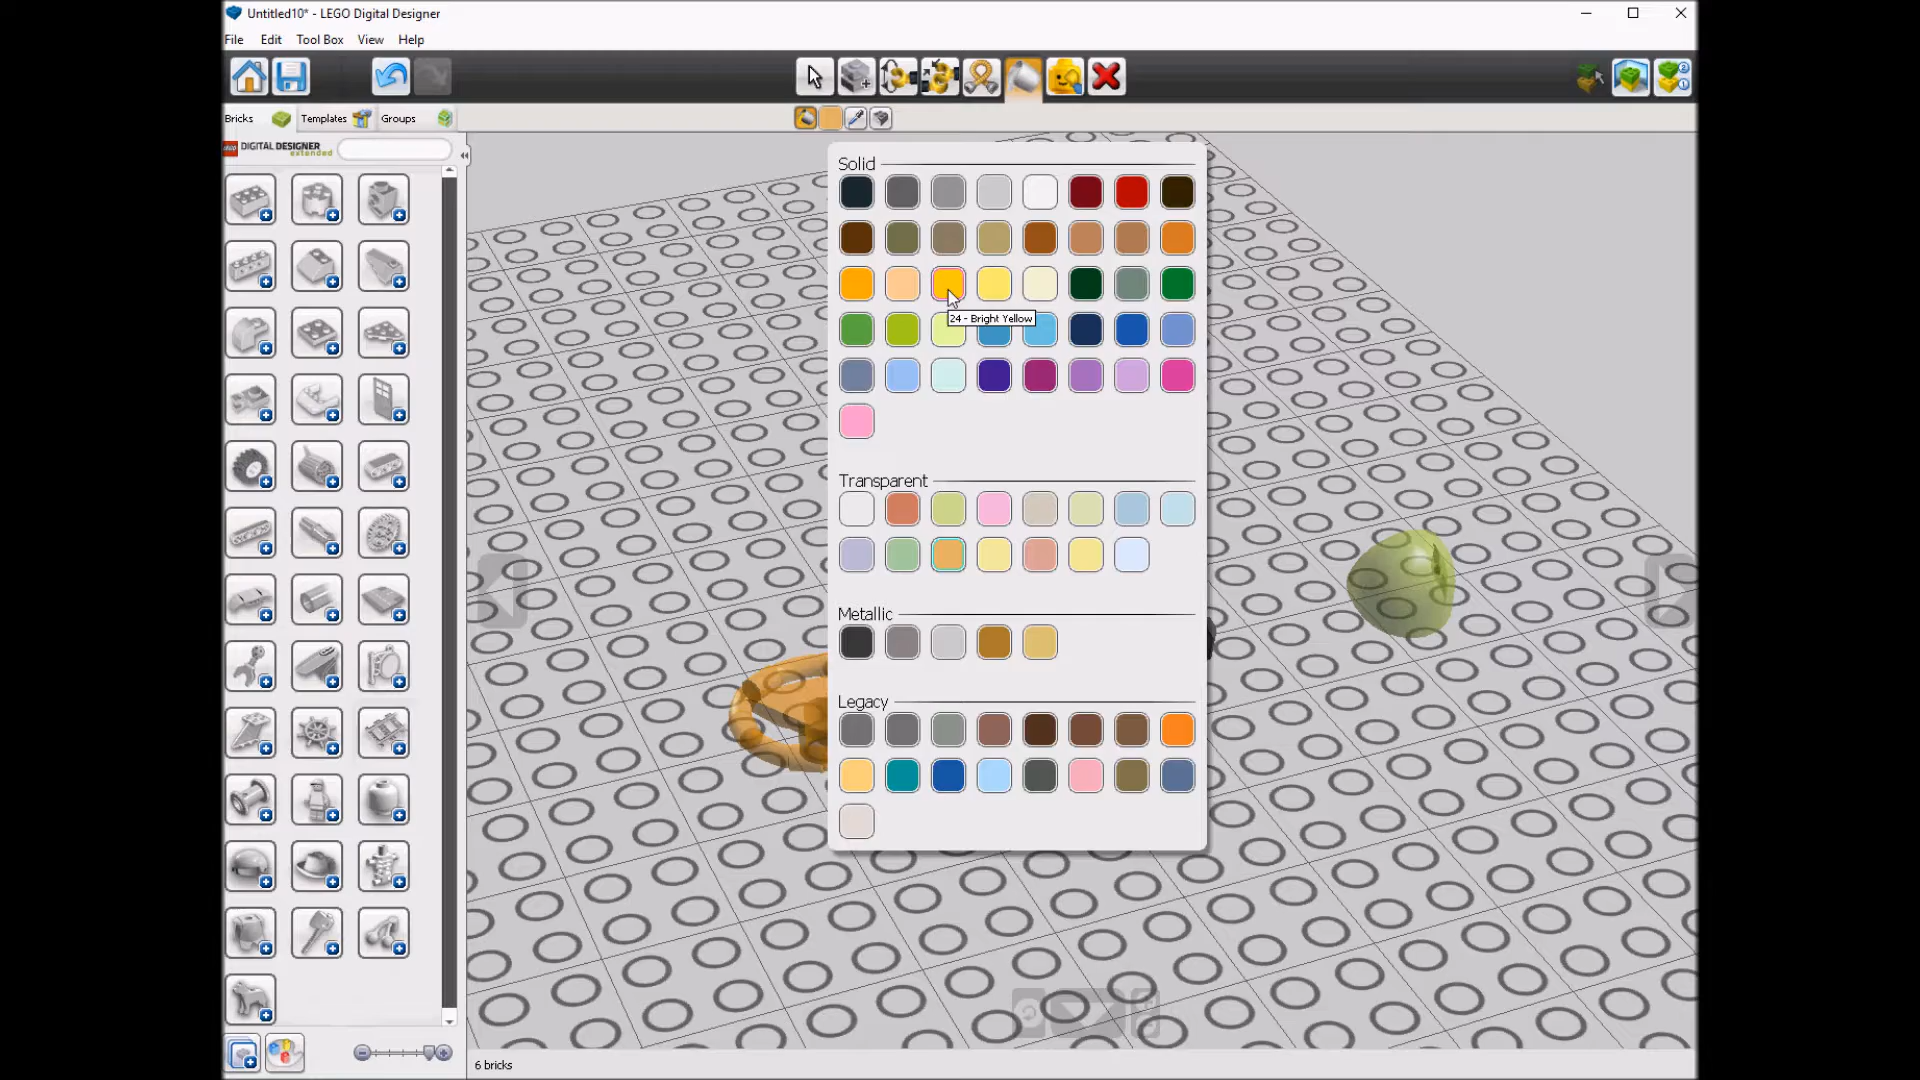 Untitled10* - LEGO Digital Designer
File Edit Tool Box View Help
Bricks Templates Groups
LEGO DIGITAL DESIGNER
extended
Solid
24 - Bright Yellow
Transparent
Metallic
Legacy
6 bricks